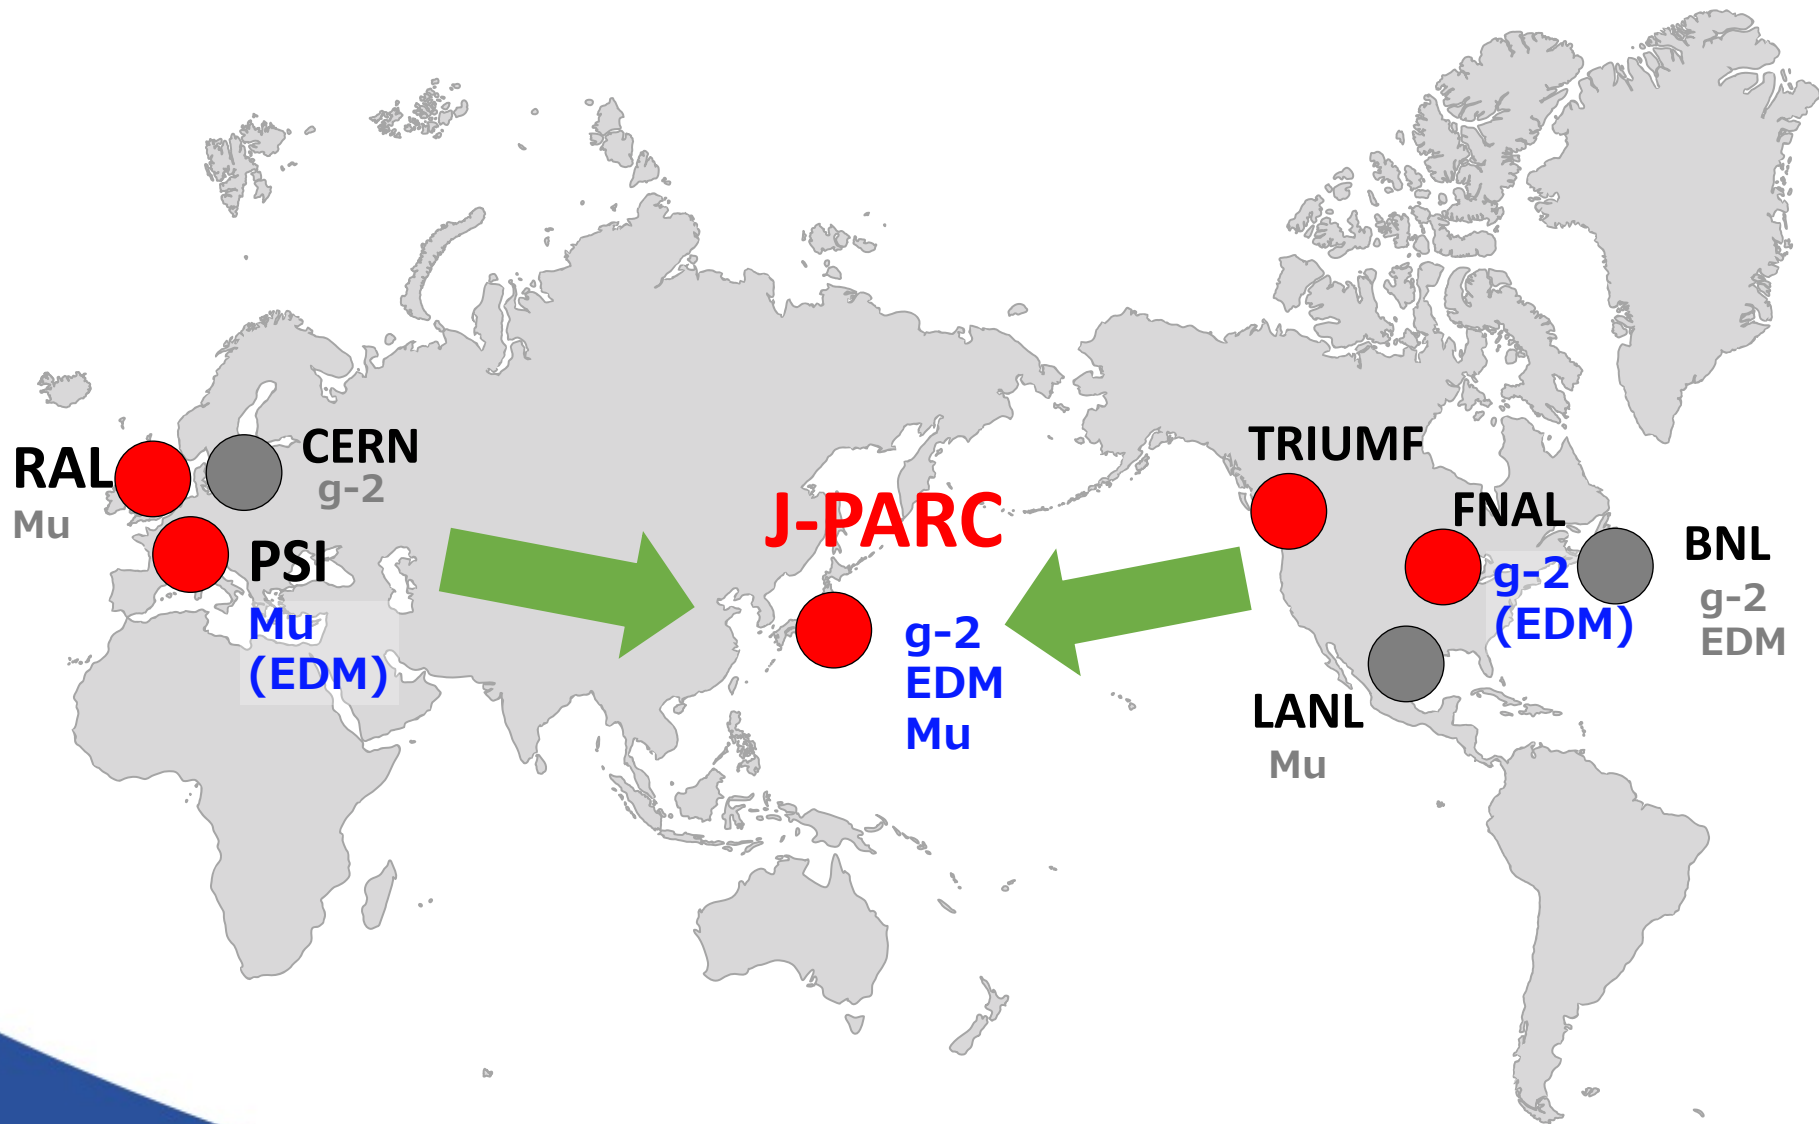 RAL
Mu
CERN
g-2
PSI
Mu
(EDM)
J-PARC
g-2
EDM
Mu
TRIUMF
FNAL
g-2
(EDM)
BNL
g-2
EDM
LANL
Mu